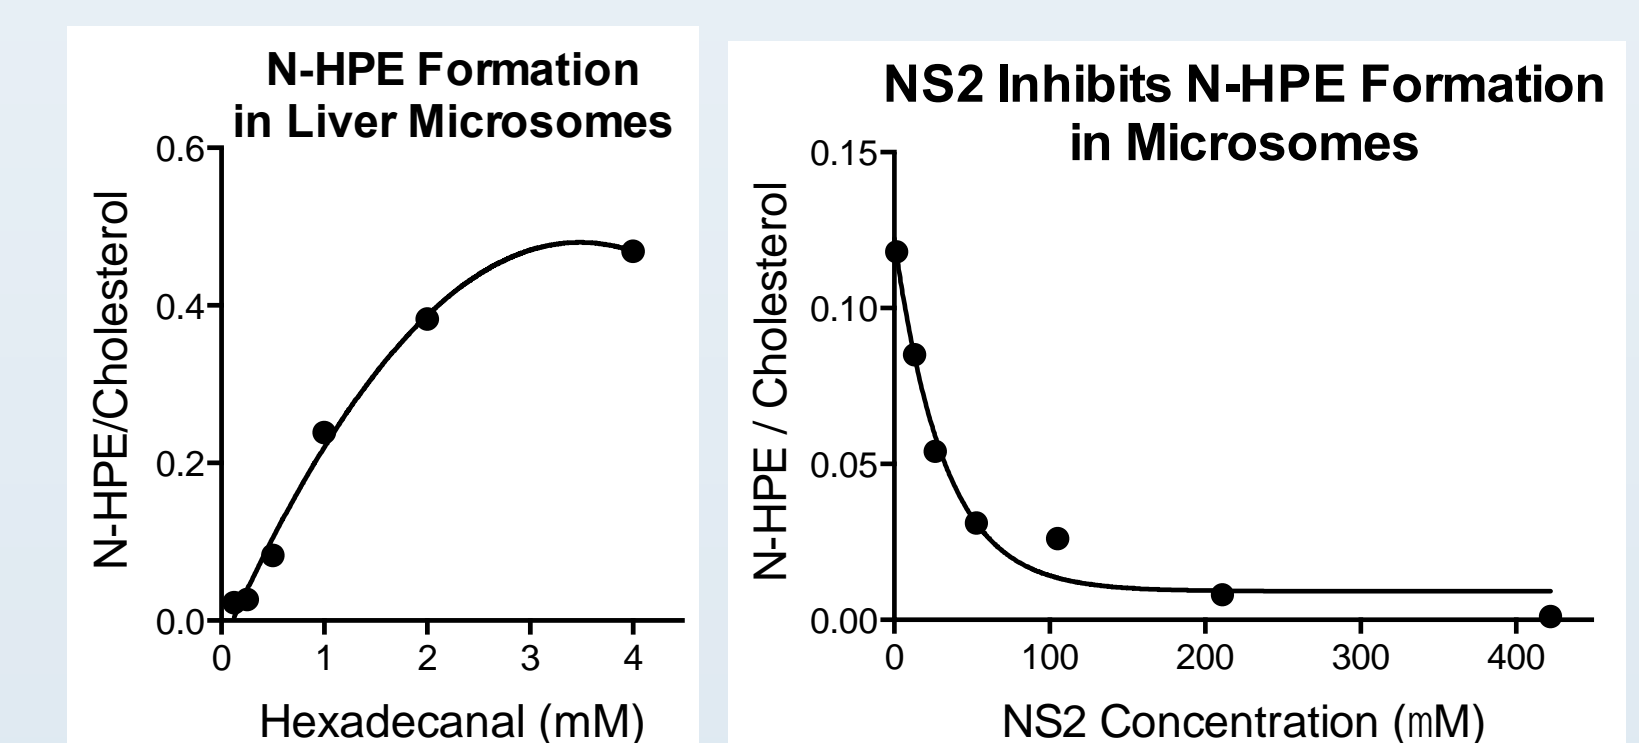 N-HPE Formation
in Liver Microsomes
N-HPE/Cholesterol
0.6
0.4
0.2
0.0
0 1 2 3 4
Hexadecanal (mM)
NS2 Inhibits N-HPE Formation
in Microsomes
N-HPE / Cholesterol
0.15
0.10
0.05
0.00
0 100 200 300 400
NS2 Concentration (mM)